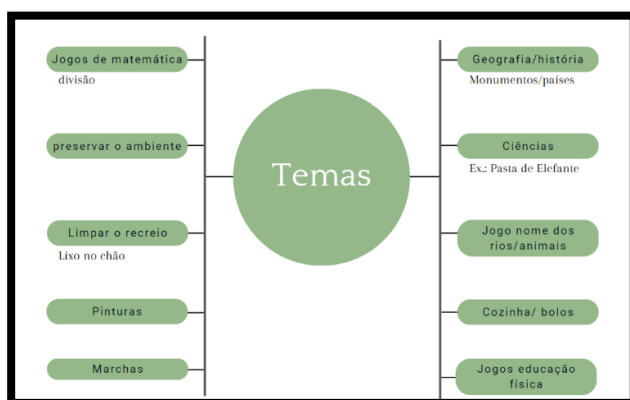 Temas
Jogos de matemática
divisão
preservar o ambiente
Limpar o recreio
Lixo no chão
Pinturas
Marchas
Geografia/história
Monumentos/países
Ciências
Ex.: Pasta de Elefante
Jogo nome dos
rios/animais
Cozinha/ bolos
Jogos educação
física